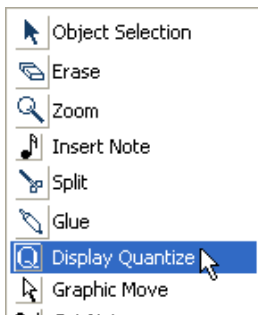 Object Selection
Erase
Zoom
Insert Note
Split
Glue
Q Display Quantize
Graphic Move